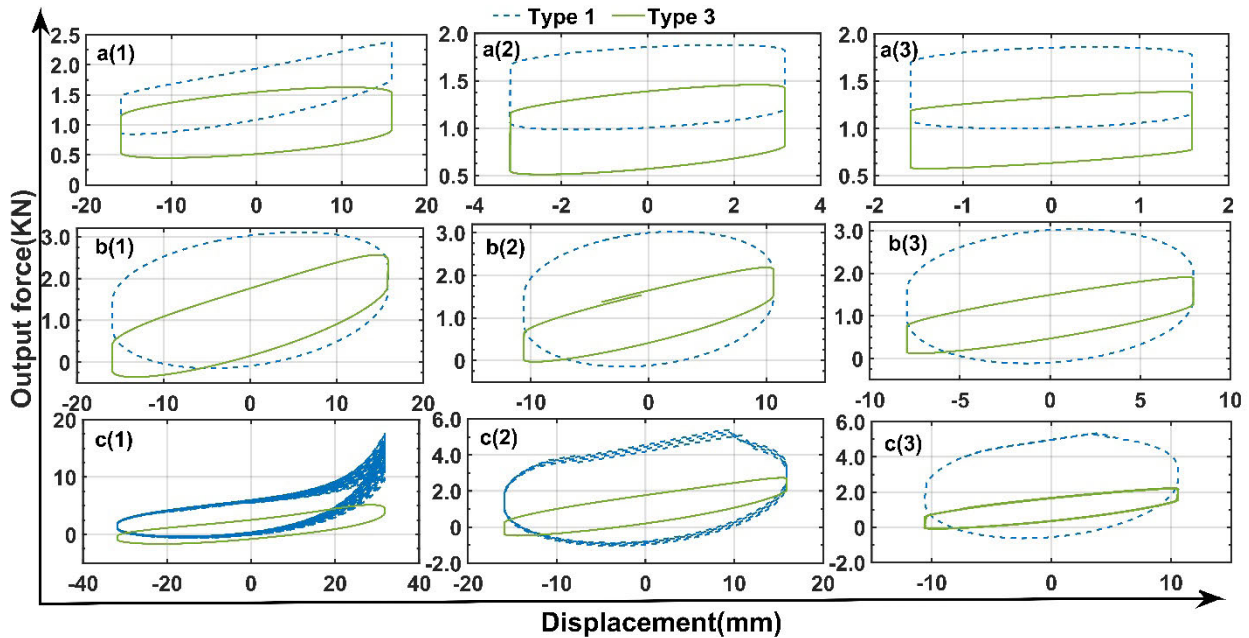 Type 1 Type 3
a(1) a(2) a(3)
2.5 2.0 2.0
2.0 1.5 1.5
1.5 1.0 1.0
1.0 0.5 0.5
0.5
0
-20 -10 0 10 20 -4 -2 0 2 4 -2 -1 0 1 2
b(1) b(2) b(3)
3.0 3.0 3.0
2.0 2.0 2.0
1.0 1.0 1.0
0 0 0
-20 -10 0 10 20 -10 0 10 -10 -5 0 5 10
c(1) c(2) c(3)
20 6.0 6.0
10 4.0 4.0
0 2.0 2.0
-5 0 0
-2.0 -2.0
-40 -20 0 20 40 -20 -10 0 10 20 -10 0 10
Output force(KN)
Displacement(mm)